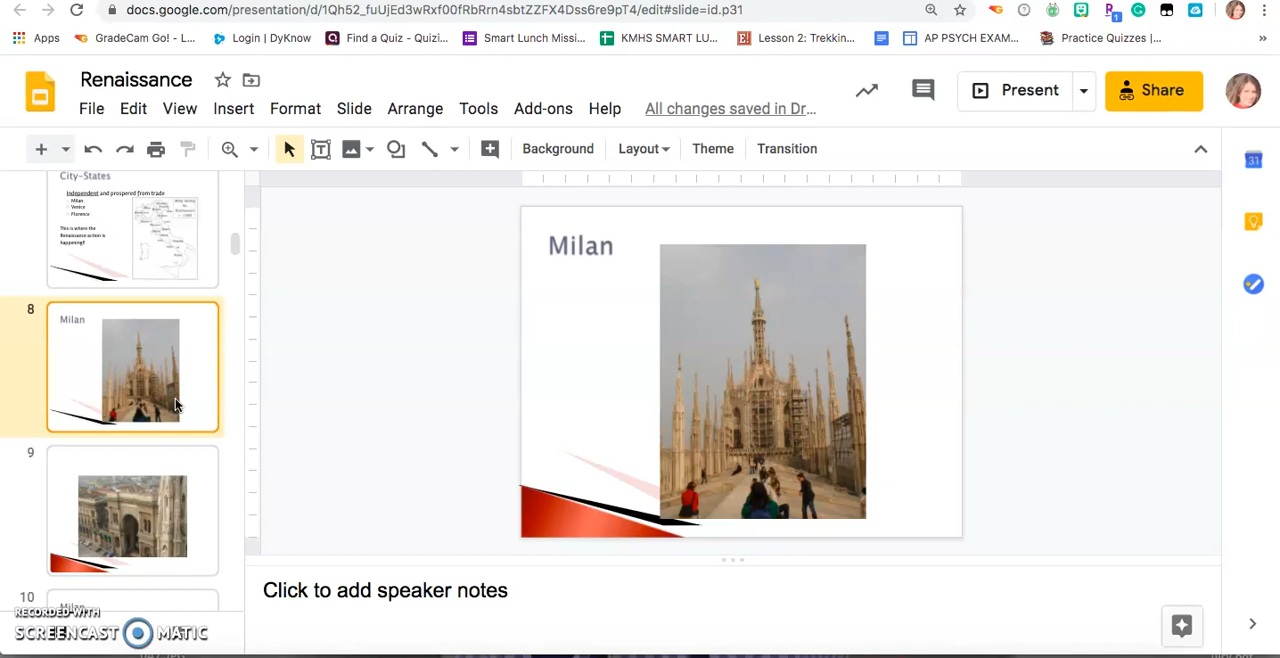 docs.google.com/presentation/d/1Qh52_fuUjEd3wRxf00fRbRrn4sbtZZFX4Dss6re9pT4/edit#slide=id.p31
Apps GradeCam Go! - L... Login | DyKnow Find a Quiz - Quizi... Smart Lunch Missi... KMHS SMART LU... E! Lesson 2: Trekkin... AP PSYCH EXAM... Practice Quizzes |... »
Renaissance
File Edit View Insert Format Slide Arrange Tools Add-ons Help All changes saved in Dr... Present Share
Background Layout Theme Transition
31
City-States
Independent and prospered from trade
Milan
Venice
Florence
This is where the
Renaissance action is
happening!!
8
Milan
9
10
Milan
Milan
Click to add speaker notes
RECORDED WITH
SCREENCAST MATIC